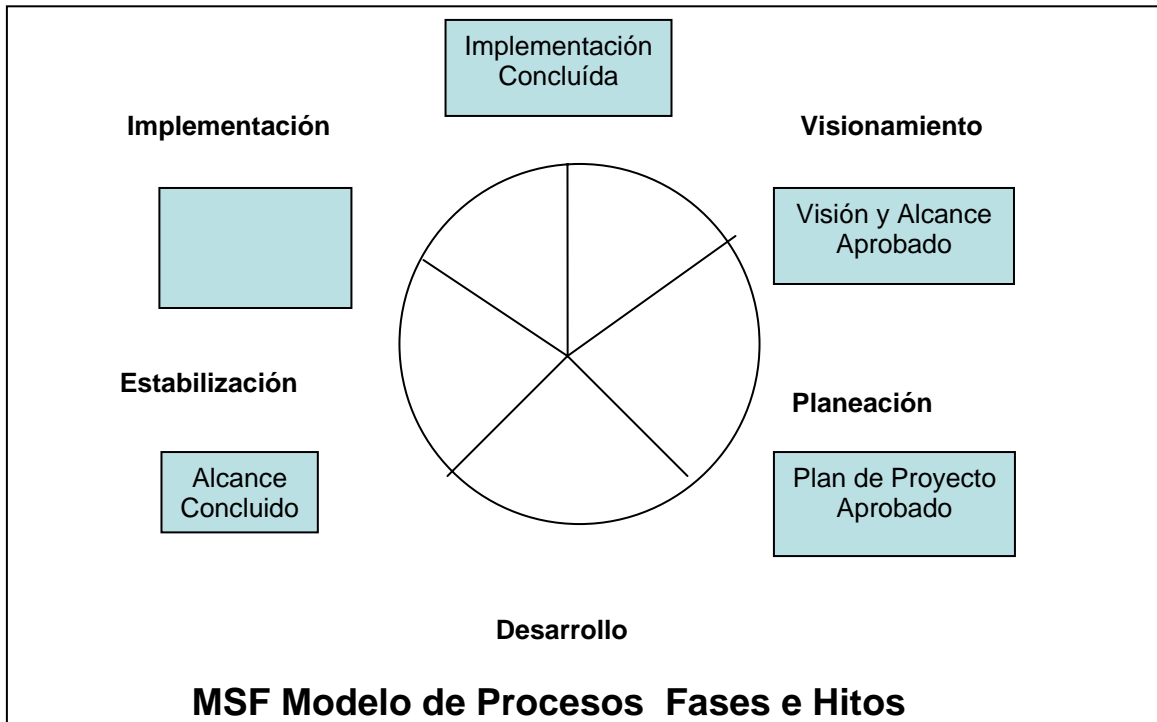 Implementación
Concluída
Implementación
Visionamiento
Visión y Alcance
Aprobado
Estabilización
Planeación
Alcance
Concluido
Plan de Proyecto
Aprobado
Desarrollo
MSF Modelo de Procesos  Fases e Hitos